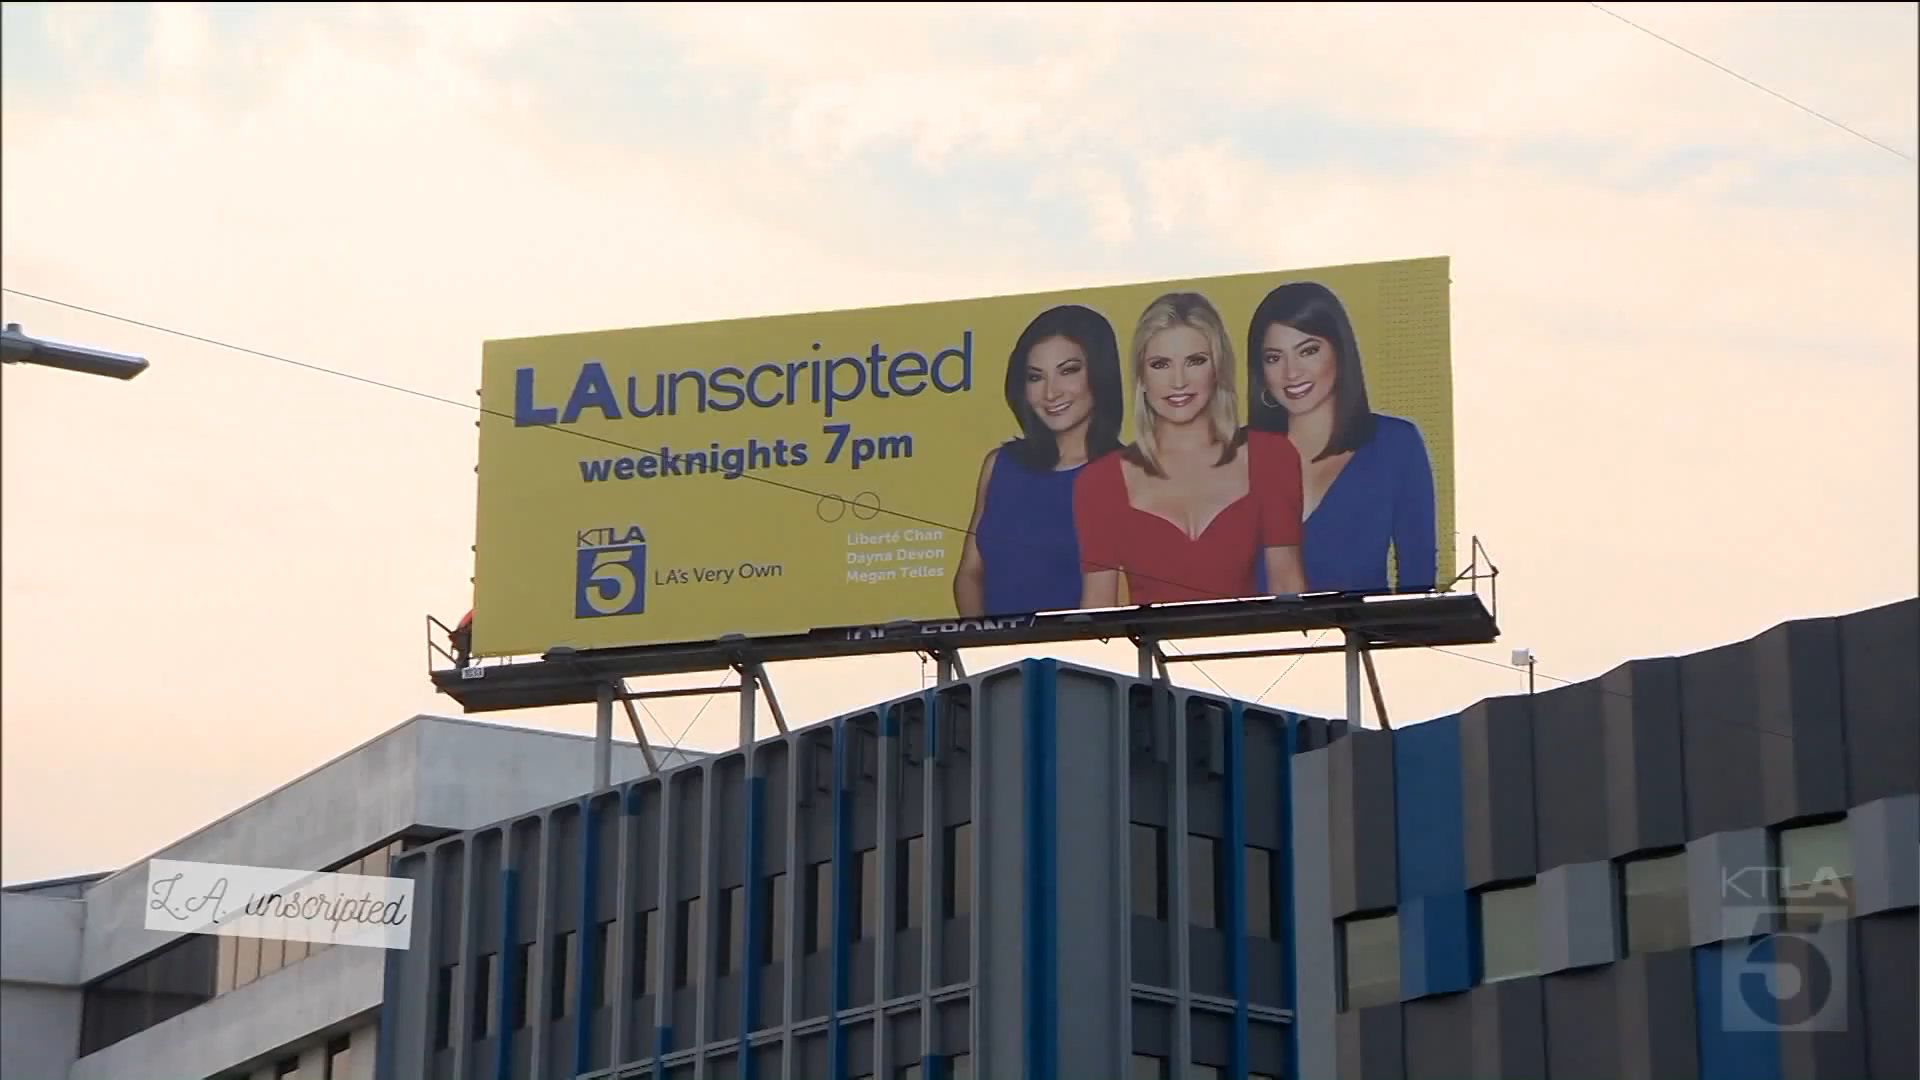 LAunscripted
weeknights 7pm
KTLA
5
LA's Very Own
Liberté Chan
Dayna Devon
Megan Telles
L.A. unscripted
KTLA
5